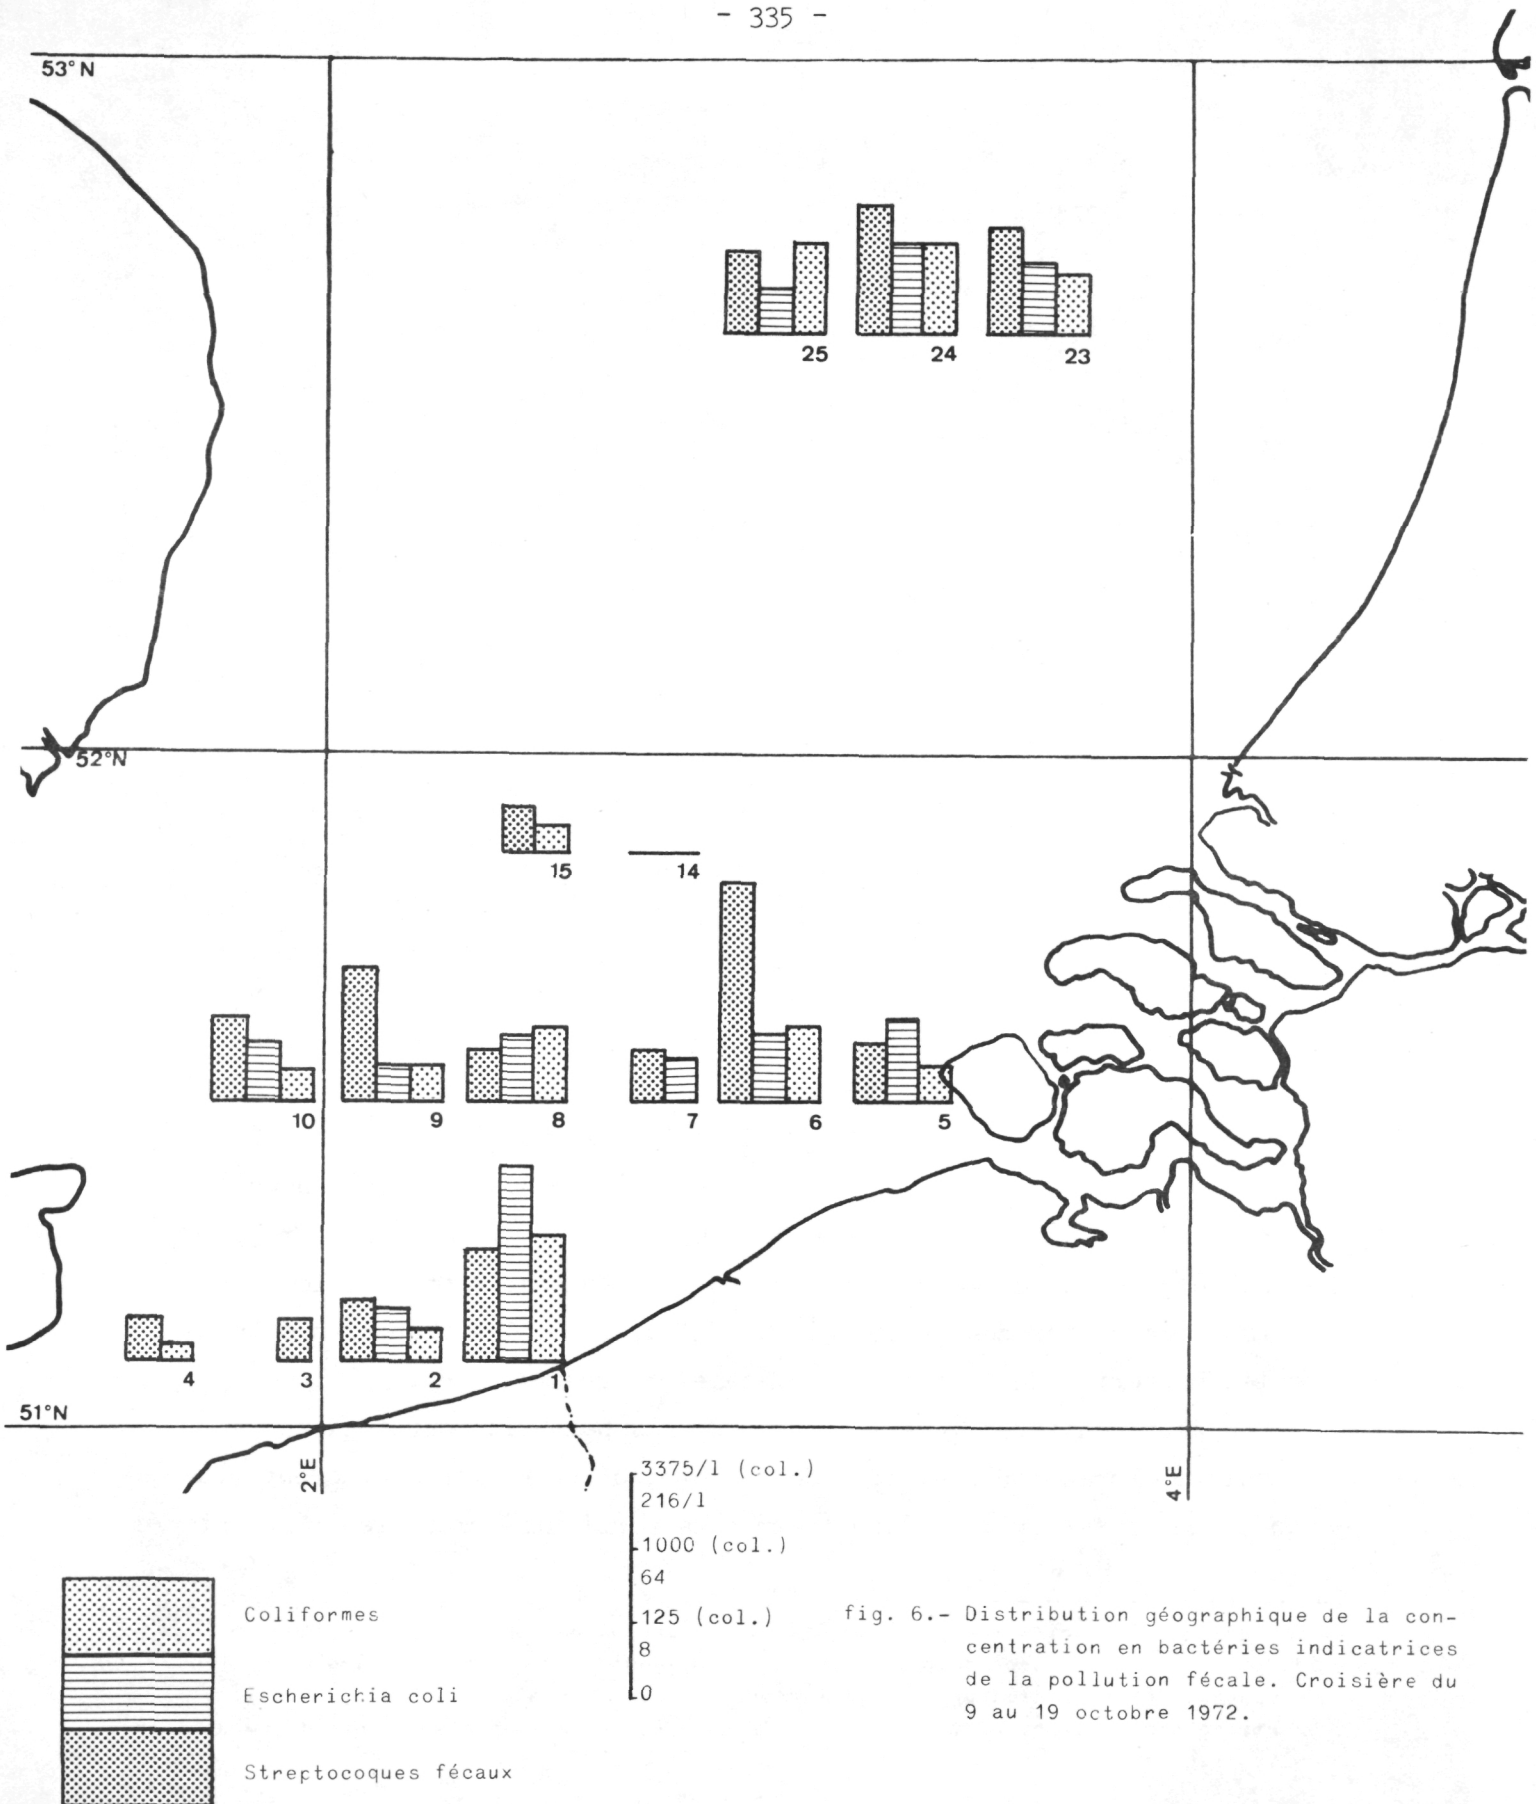 - 335 -
53° N
25
24
23
52°N
15
14
10
9
8
7
6
5
4
3
2
1
51°N
2°E
4°E
3375/l (col.)
216/l
1000 (col.)
64
125 (col.)
8
0
Coliformes
Escherichia coli
Streptocoques fécaux
fig. 6.- Distribution géographique de la con-
centration en bactéries indicatrices
de la pollution fécale. Croisière du
9 au 19 octobre 1972.